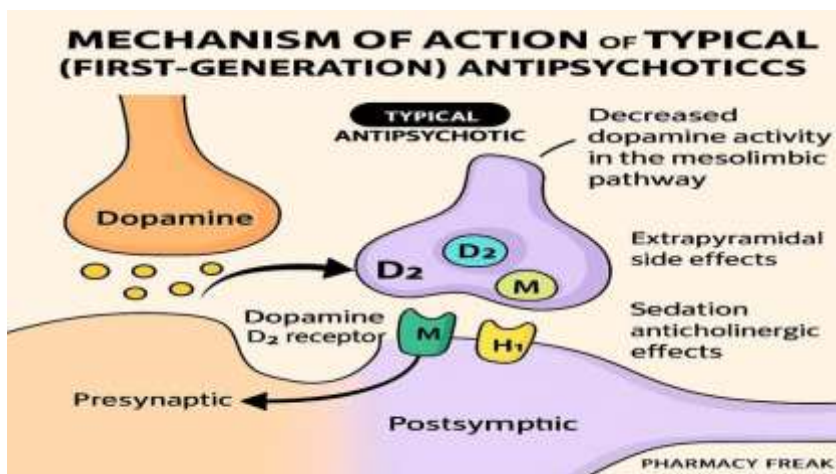 MECHANISM OF ACTION OF TYPICAL
(FIRST-GENERATION) ANTIPSYCHOTICCS
TYPICAL
ANTIPSYCHOTIC
Decreased
dopamine activity
in the mesolimbic
pathway
Dopamine
D₂
D₂
M
Extrapyramidal
side effects
Dopamine
D₂ receptor
M
H₁
Sedation
anticholinergic
effects
Presynaptic
Postsymphtic
PHARMACY FREAK